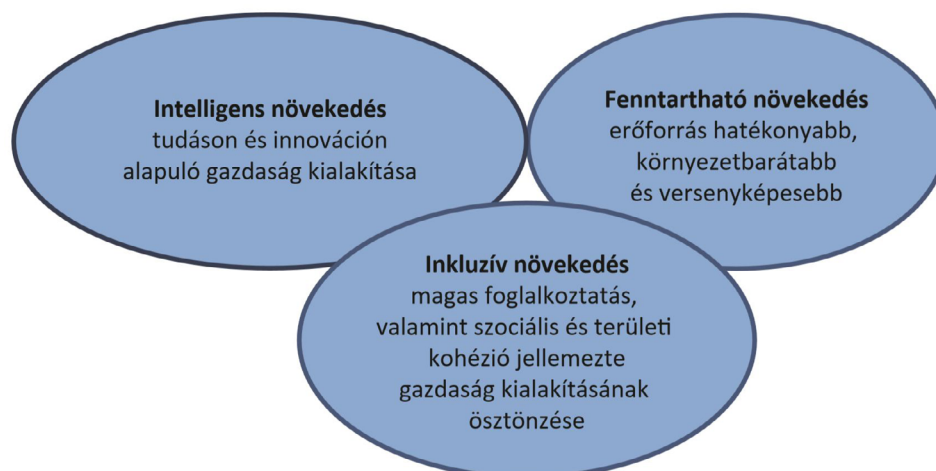 Intelligens növekedés
tudáson és innováción
alapuló gazdaság kialakítása
Fenntartható növekedés
erőforrás hatékonyabb,
környezetbarátabb
és versenyképesebb
Inkluzív növekedés
magas foglalkoztatás,
valamint szociális és területi
kohézió jellemezte
gazdaság kialakításának
ösztönzése